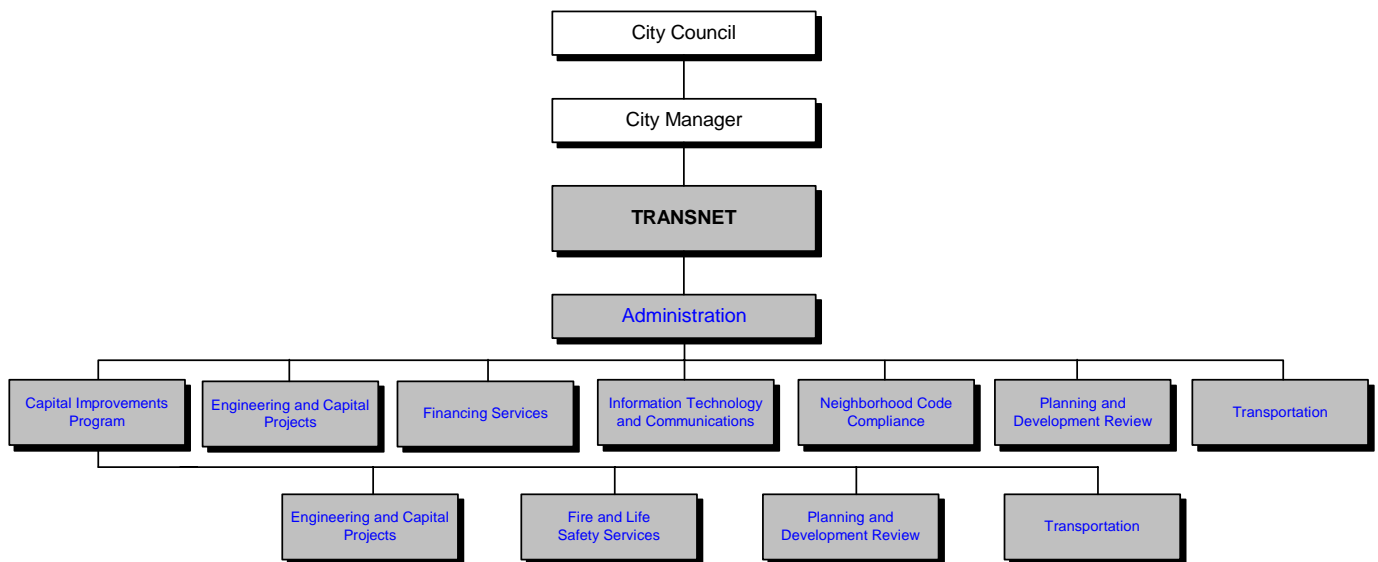 City Council
City Manager
TRANSNET
Administration
Capital Improvements
Program
Engineering and Capital
Projects
Financing Services
Information Technology
and Communications
Neighborhood Code
Compliance
Planning and
Development Review
Transportation
Engineering and Capital
Projects
Fire and Life
Safety Services
Planning and
Development Review
Transportation